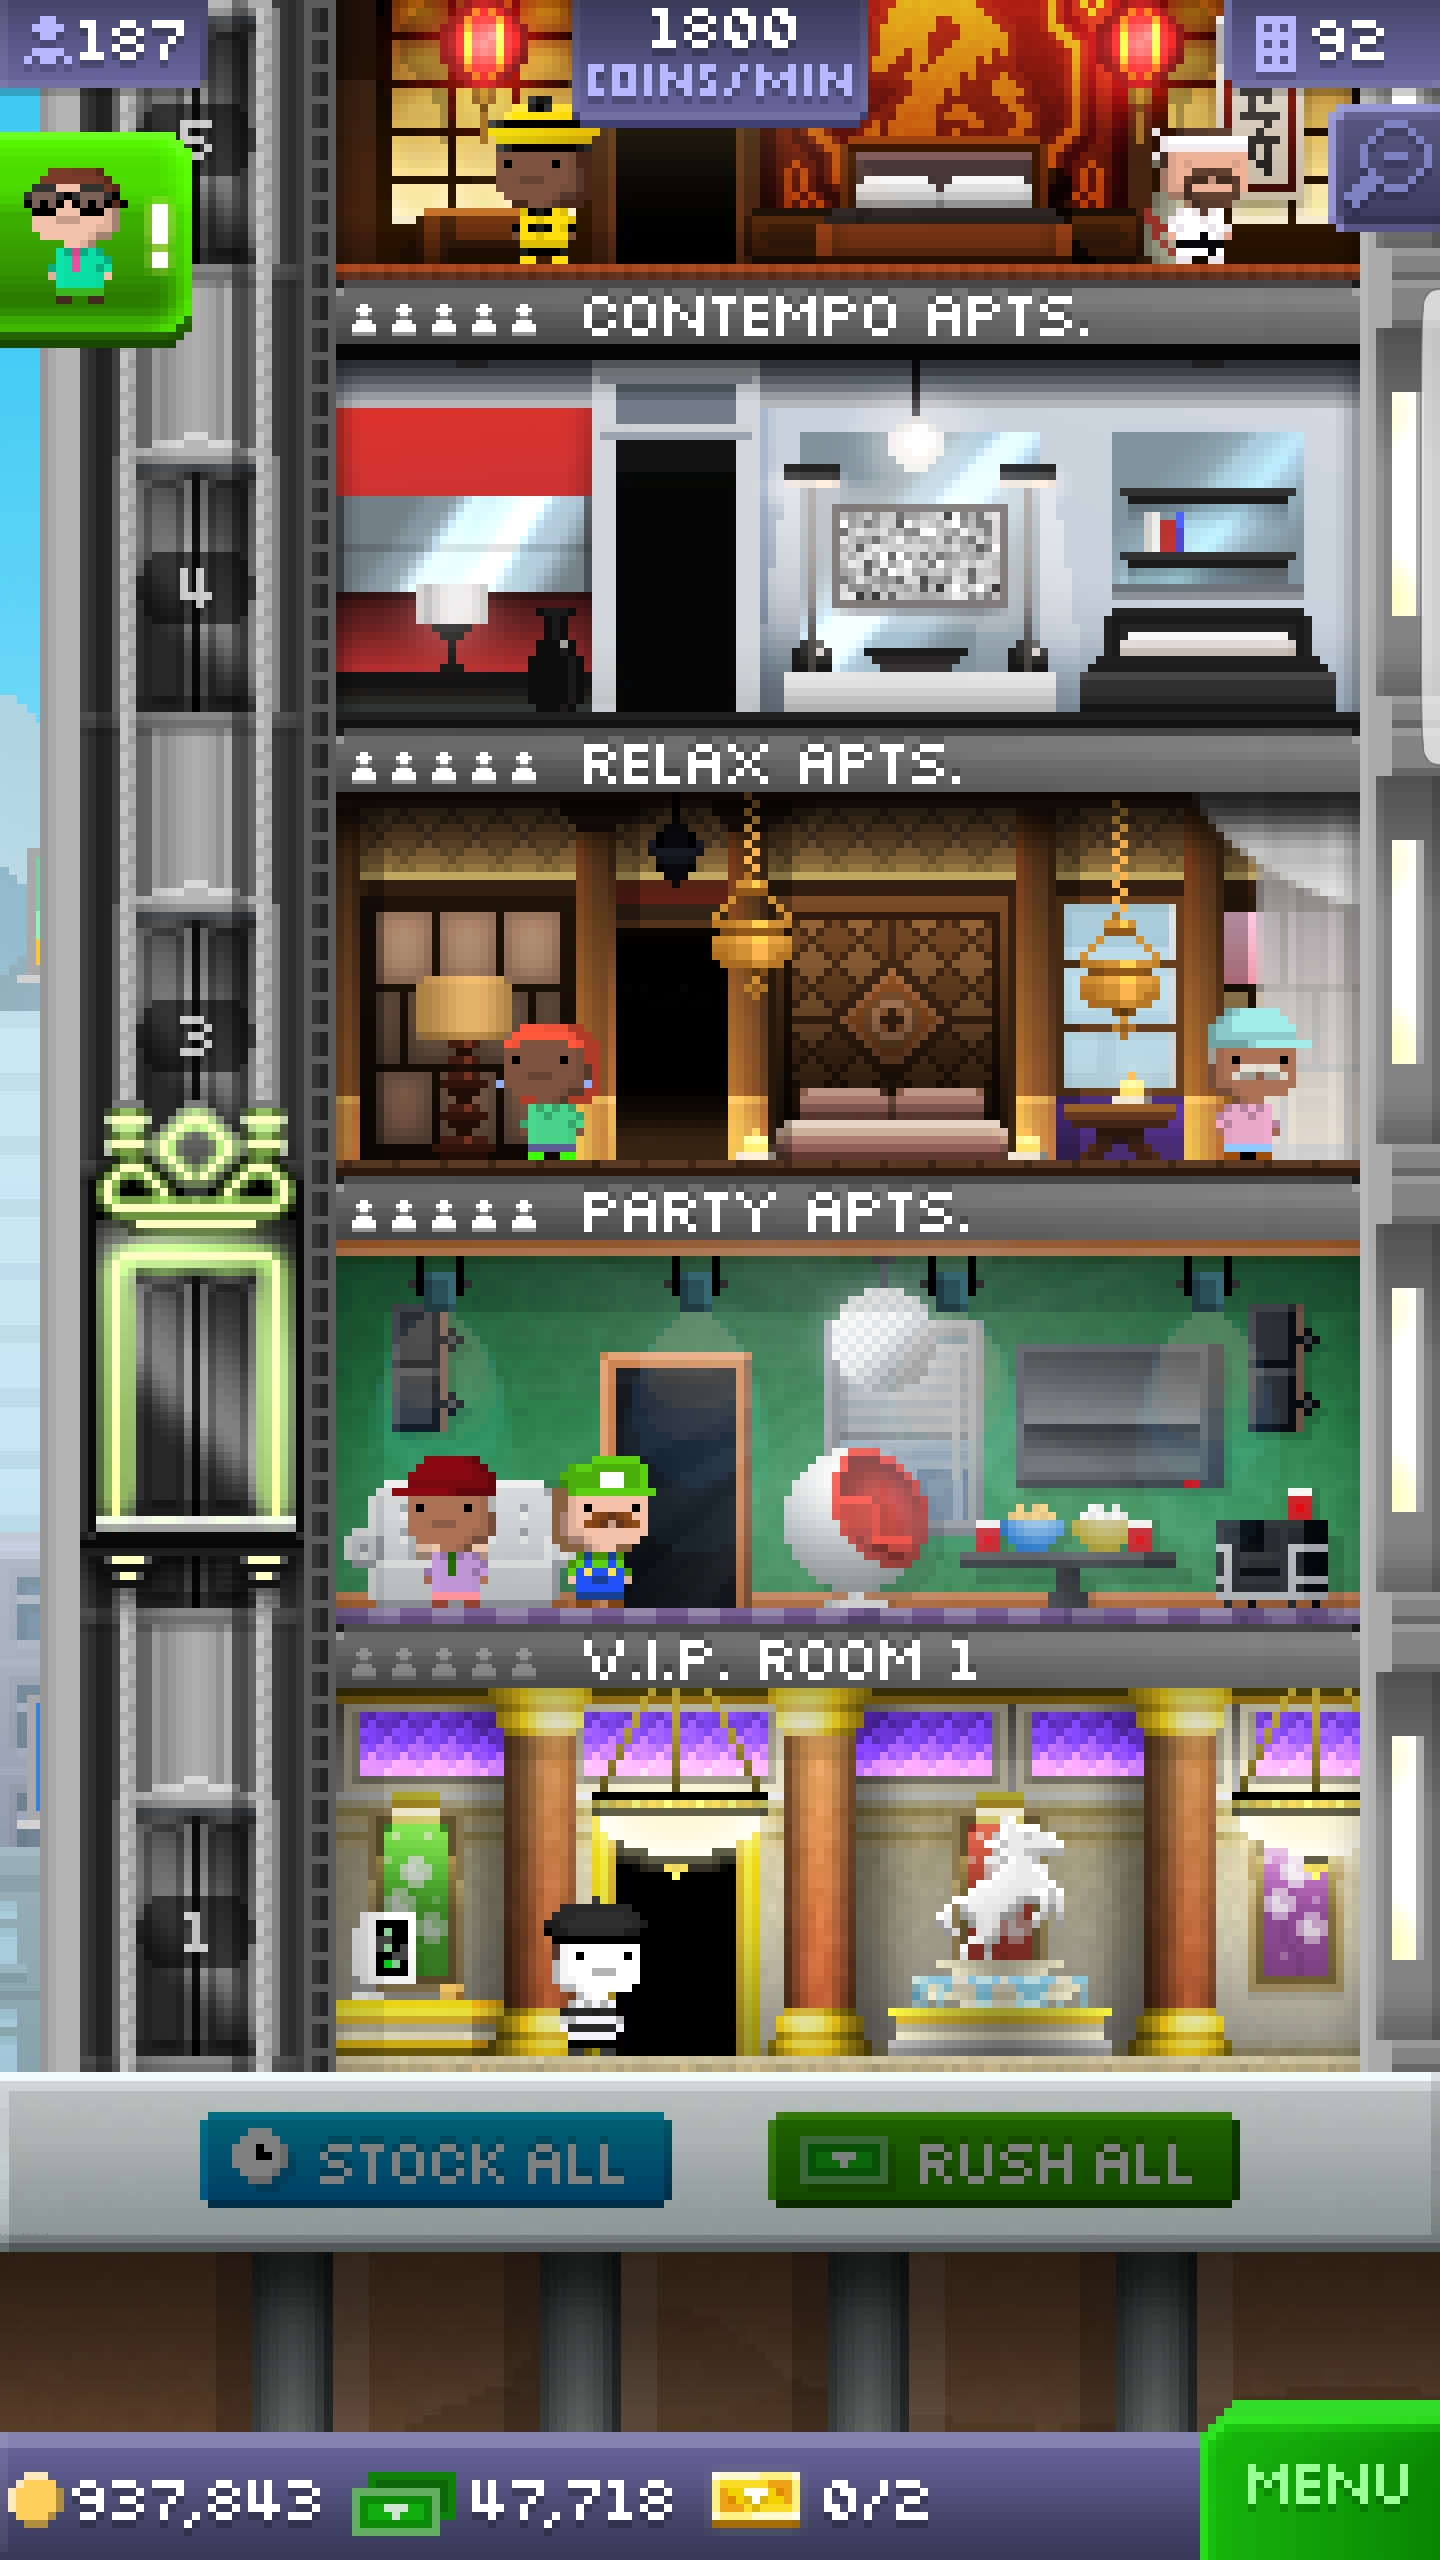 187
1800
COINS/MIN
92
5
!
CONTEMPO APTS.
4
RELAX APTS.
3
PARTY APTS.
V.I.P. ROOM 1
1
STOCK ALL
RUSH ALL
937,843
47,718
0/2
MENU